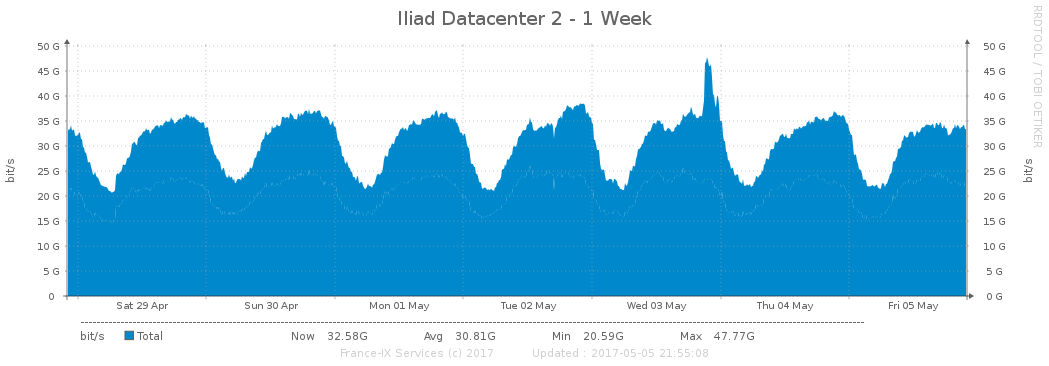 Iliad Datacenter 2 - 1 Week
RRDTOOL / TOBI OETIKER
50 G 50 G
45 G 45 G
40 G 40 G
35 G 35 G
30 G 30 G
25 G 25 G
20 G 20 G
15 G 15 G
10 G 10 G
5 G 5 G
0 0 G
bit/s
bit/s
Sat 29 Apr Sun 30 Apr Mon 01 May Tue 02 May Wed 03 May Thu 04 May Fri 05 May
bit/s Total Now 32.58G Avg 30.81G Min 20.59G Max 47.77G
France-IX Services (c) 2017 Updated : 2017-05-05 21:55:08